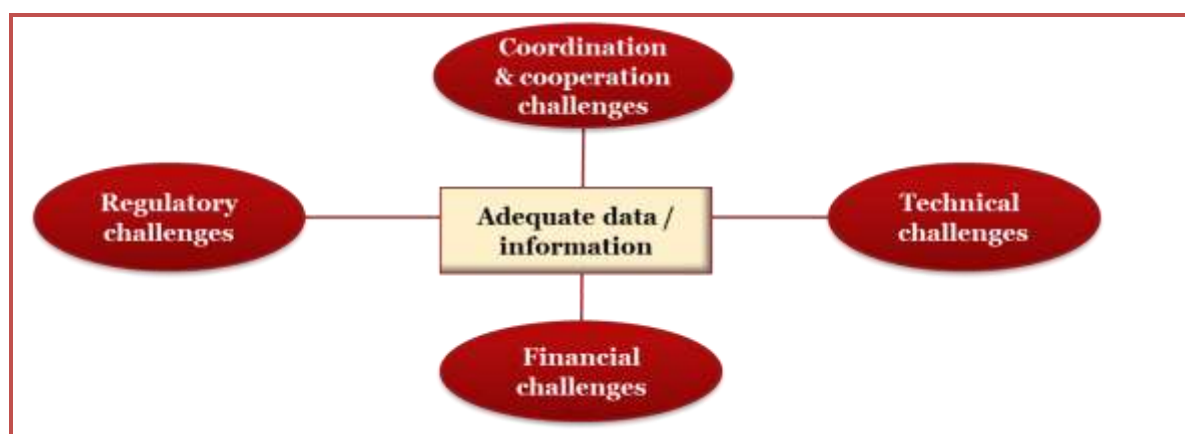 Coordination
& cooperation
challenges
Regulatory
challenges
Adequate data /
information
Technical
challenges
Financial
challenges